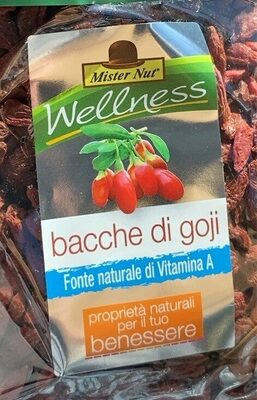 Mister Nut
Wellness
bacche di goji
Fonte naturale di Vitamina A
proprietà naturali
per il tuo
benessere